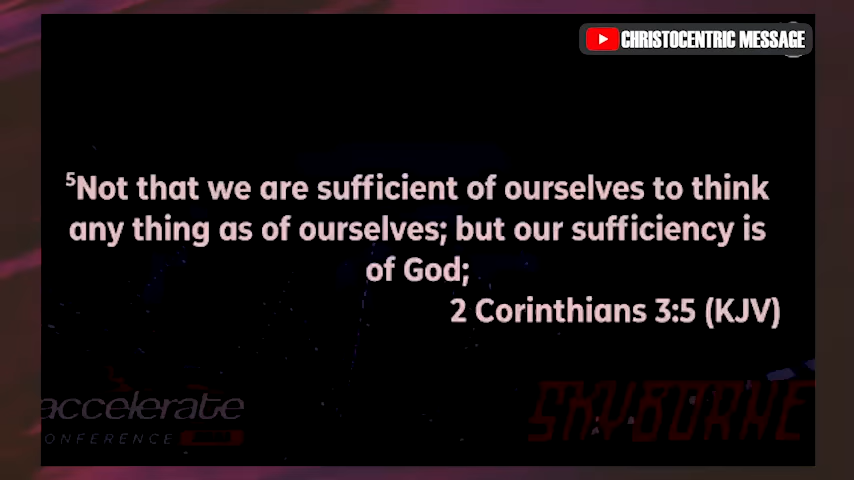 CHRISTOCENTRIC MESSAGE
⁵Not that we are sufficient of ourselves to think
any thing as of ourselves; but our sufficiency is
of God;
2 Corinthians 3:5 (KJV)
accelerate
ONFERENCE
SKYBORNE